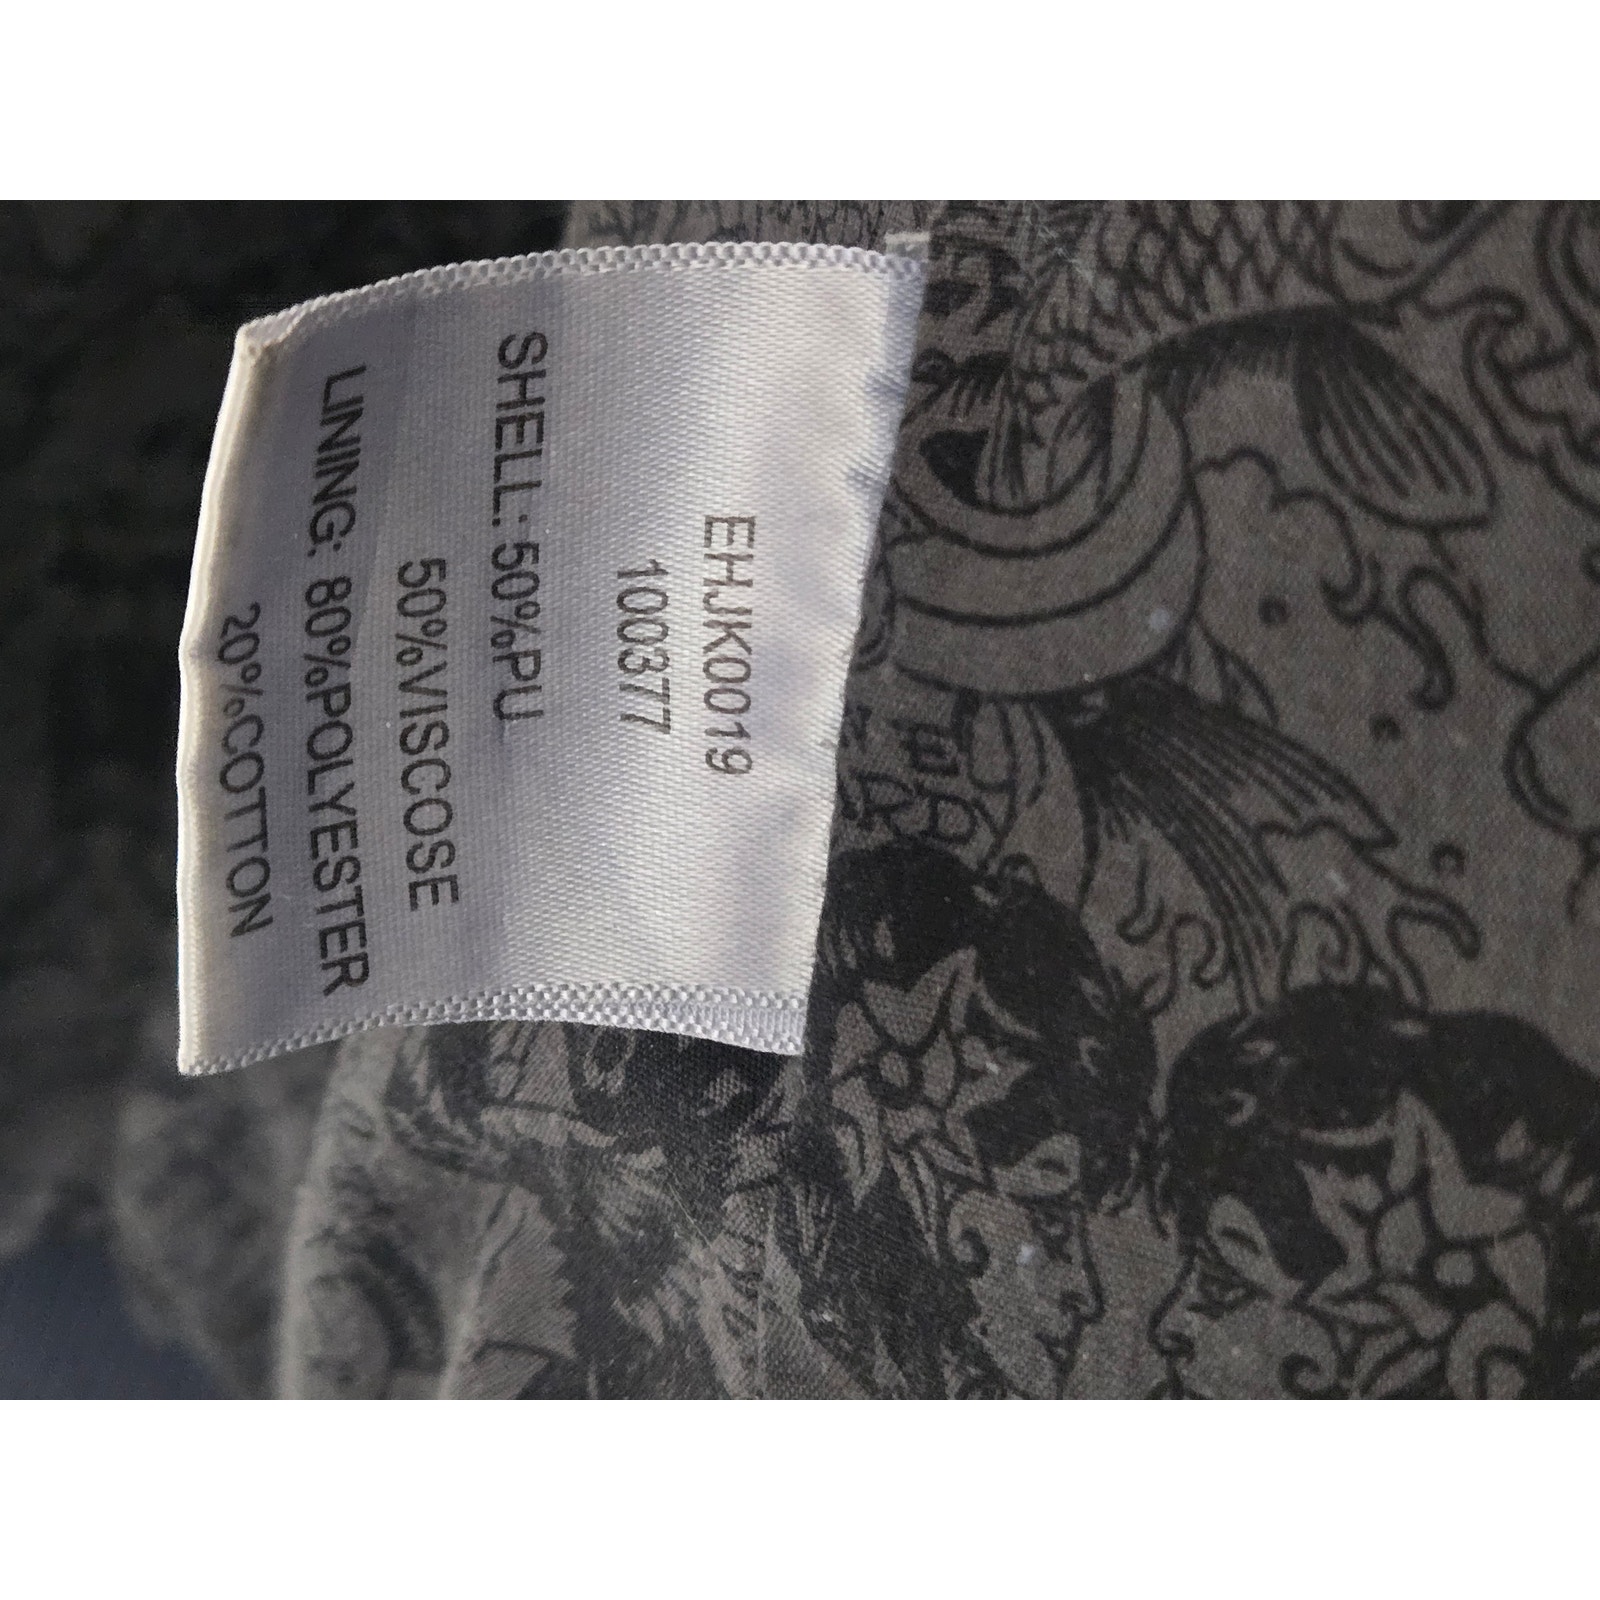 EHJK0019
100377
SHELL: 50%PU
50%VISCOSE
LINING: 80%POLYESTER
20%COTTON